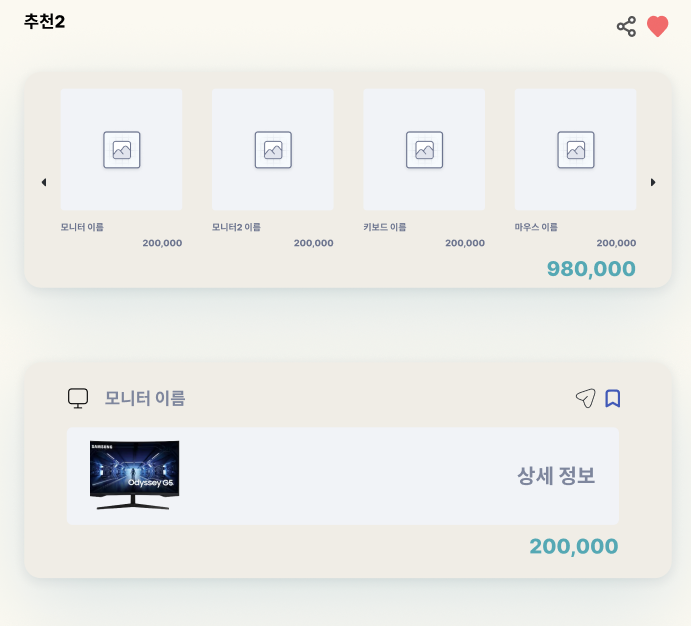 추천2
모니터 이름
모니터2 이름
키보드 이름
마우스 이름
200,000
200,000
200,000
200,000
980,000
모니터 이름
SAMSUNG
Odyssey G5
상세 정보
200,000